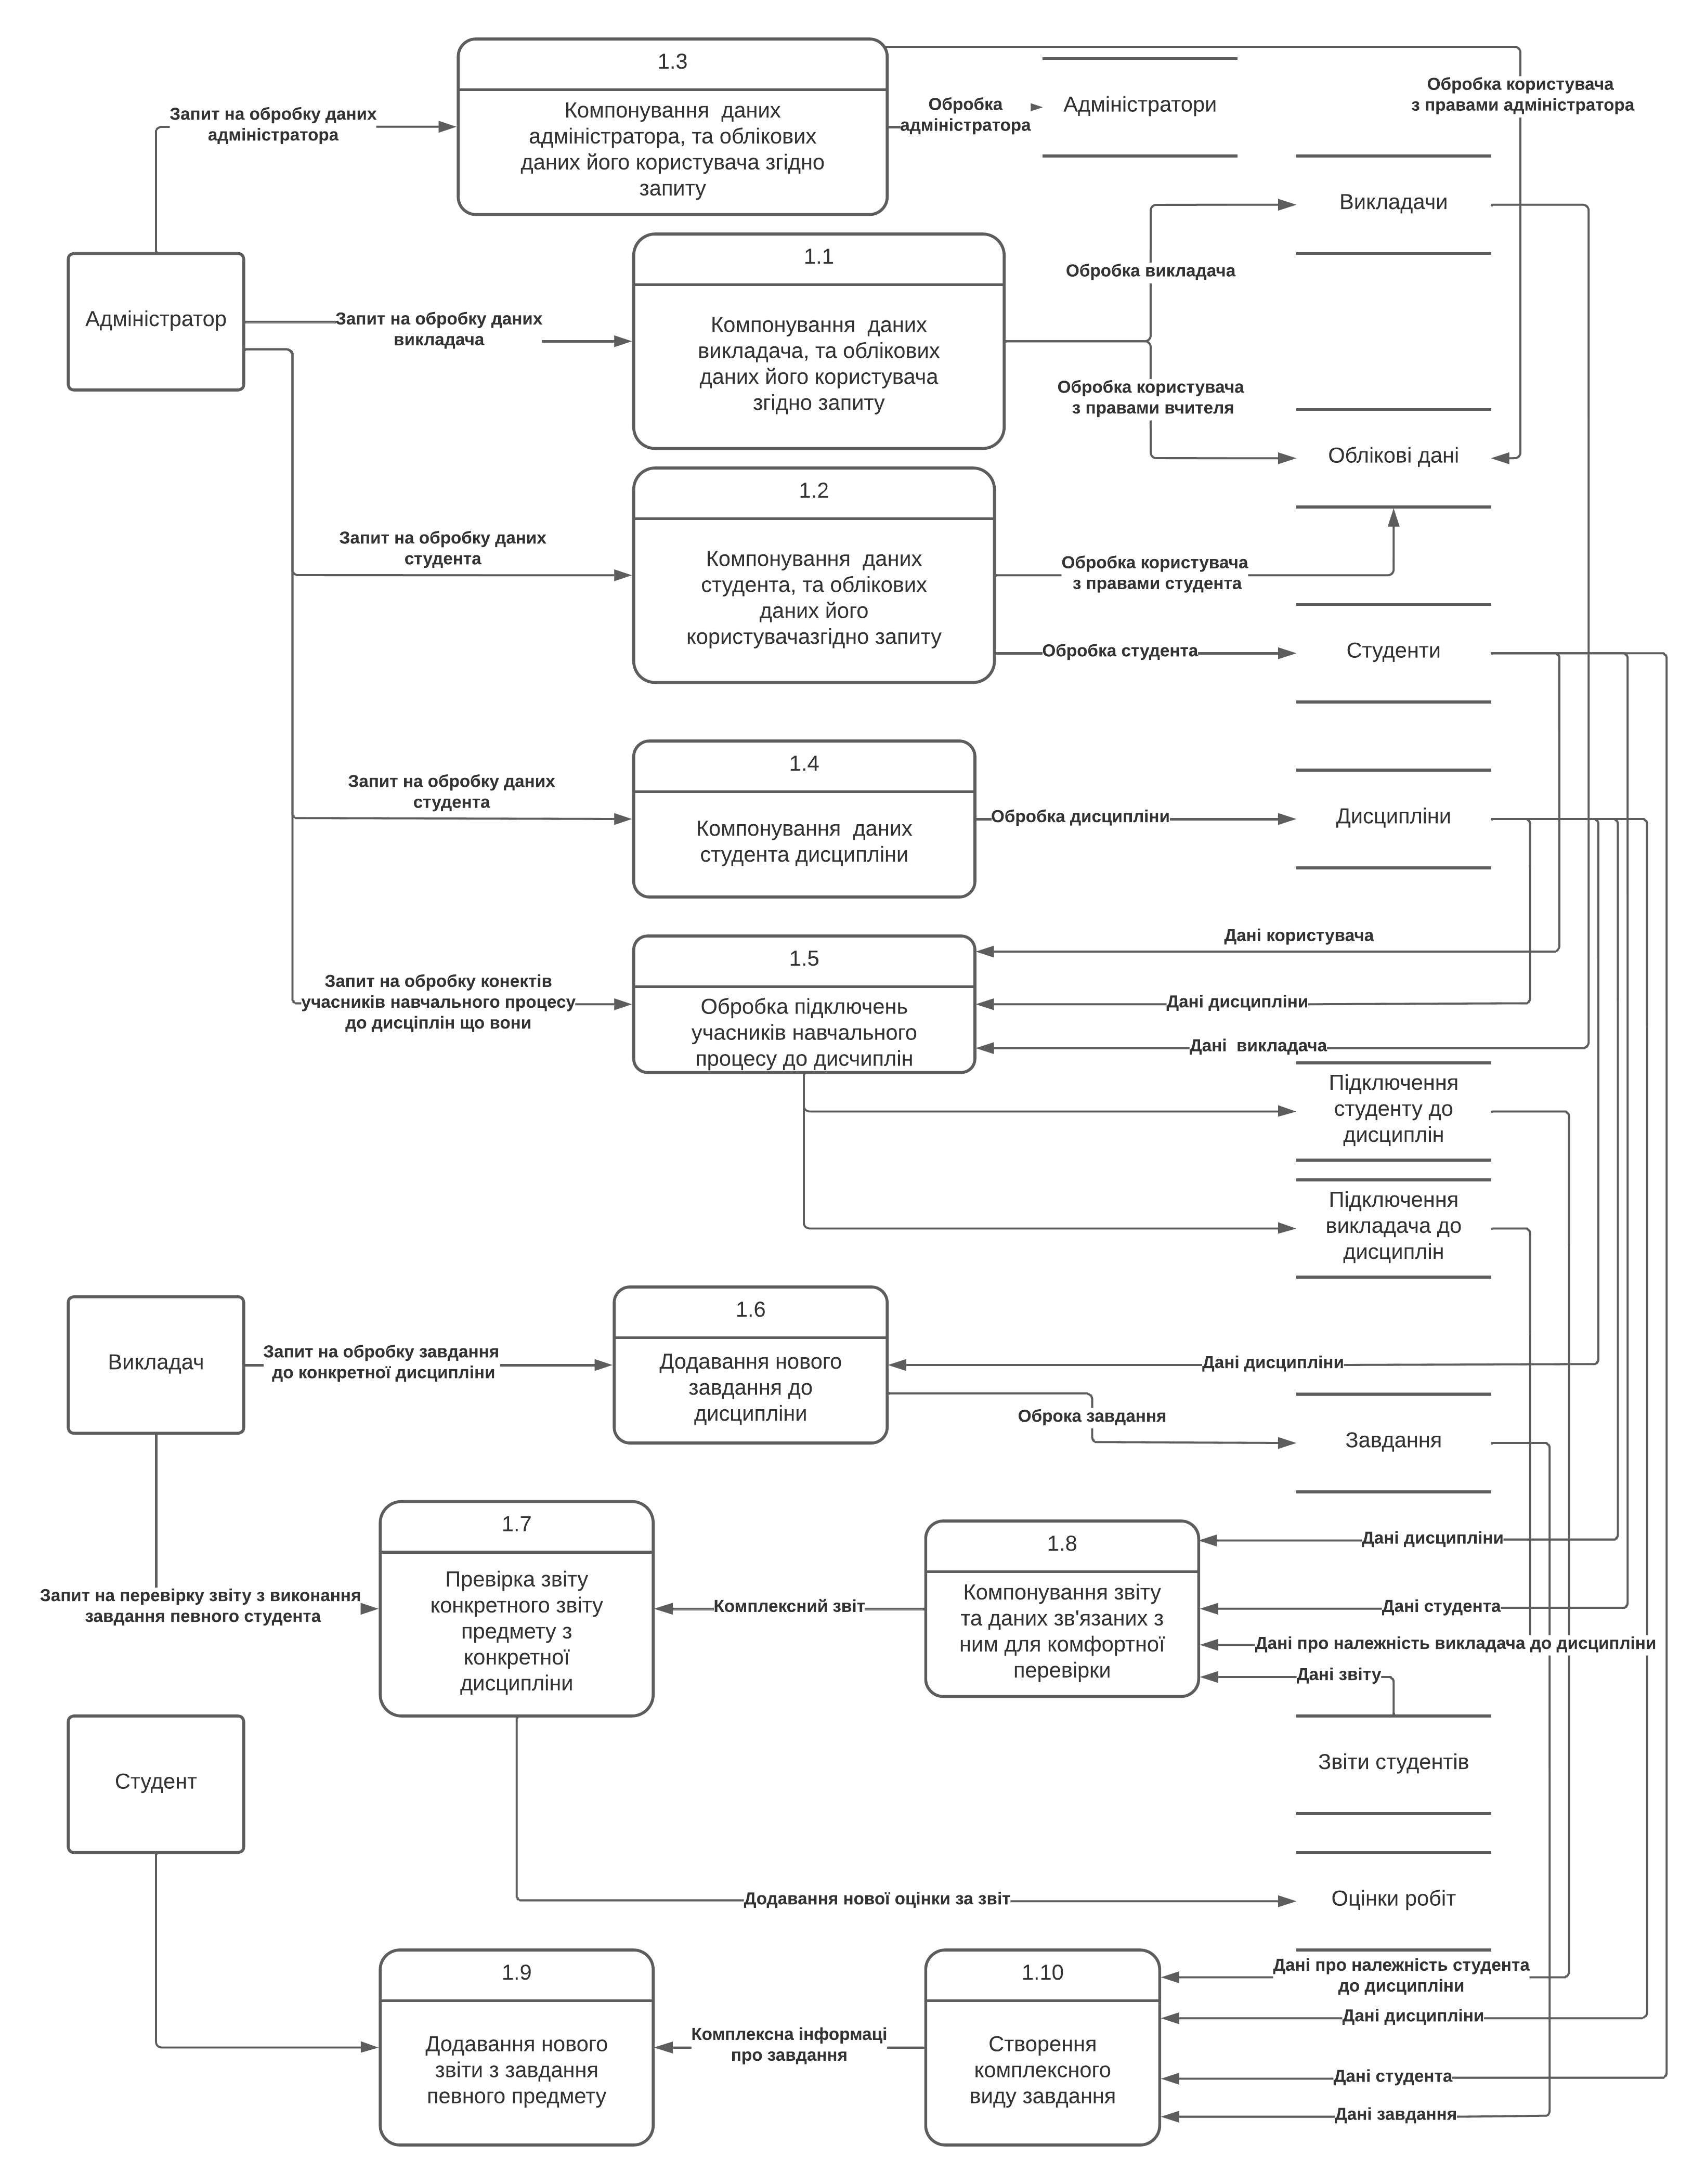 1.3
Компонування  даних
адміністратора, та облікових
даних його користувача згідно
запиту
Запит на обробку даних
адміністратора
Обробка
адміністратора
Адміністратори
Обробка користувача
з правами адміністратора
Викладачи
1.1
Компонування  даних
викладача, та облікових
даних його користувача
згідно запиту
Адміністратор
Запит на обробку даних
викладача
Обробка викладача
Обробка користувача
з правами вчителя
Облікові дані
1.2
Компонування  даних
студента, та облікових
даних його
користувачазгідно запиту
Запит на обробку даних
студента
Обробка користувача
з правами студента
Обробка студента
Студенти
1.4
Компонування  даних
студента дисципліни
Запит на обробку даних
студента
Обробка дисципліни
Дисципліни
1.5
Обробка підключень
учасників навчального
процесу до дисчиплін
Запит на обробку конектів
учасників навчального процесу
до дисціплін що вони
Дані користувача
Дані дисципліни
Дані  викладача
Підключення
студенту до
дисциплін
Підключення
викладача до
дисциплін
Викладач
Запит на обробку завдання
до конкретної дисципліни
1.6
Додавання нового
завдання до
дисципліни
Дані дисципліни
Оброка завдання
Завдання
1.7
Превірка звіту
конкретного звіту
предмету з
конкретної
дисципліни
Запит на перевірку звіту з виконання
завдання певного студента
Комплексний звіт
1.8
Компонування звіту
та даних зв'язаних з
ним для комфортної
перевірки
Дані дисципліни
Дані студента
Дані про належність викладача до дисципліни
Дані звіту
Студент
Звіти студентів
Додавання нової оцінки за звіт
Оцінки робіт
1.9
Додавання нового
звіти з завдання
певного предмету
Комплексна інформаці
про завдання
1.10
Створення
комплексного
виду завдання
Дані про належність студента
до дисципліни
Дані дисципліни
Дані студента
Дані завдання